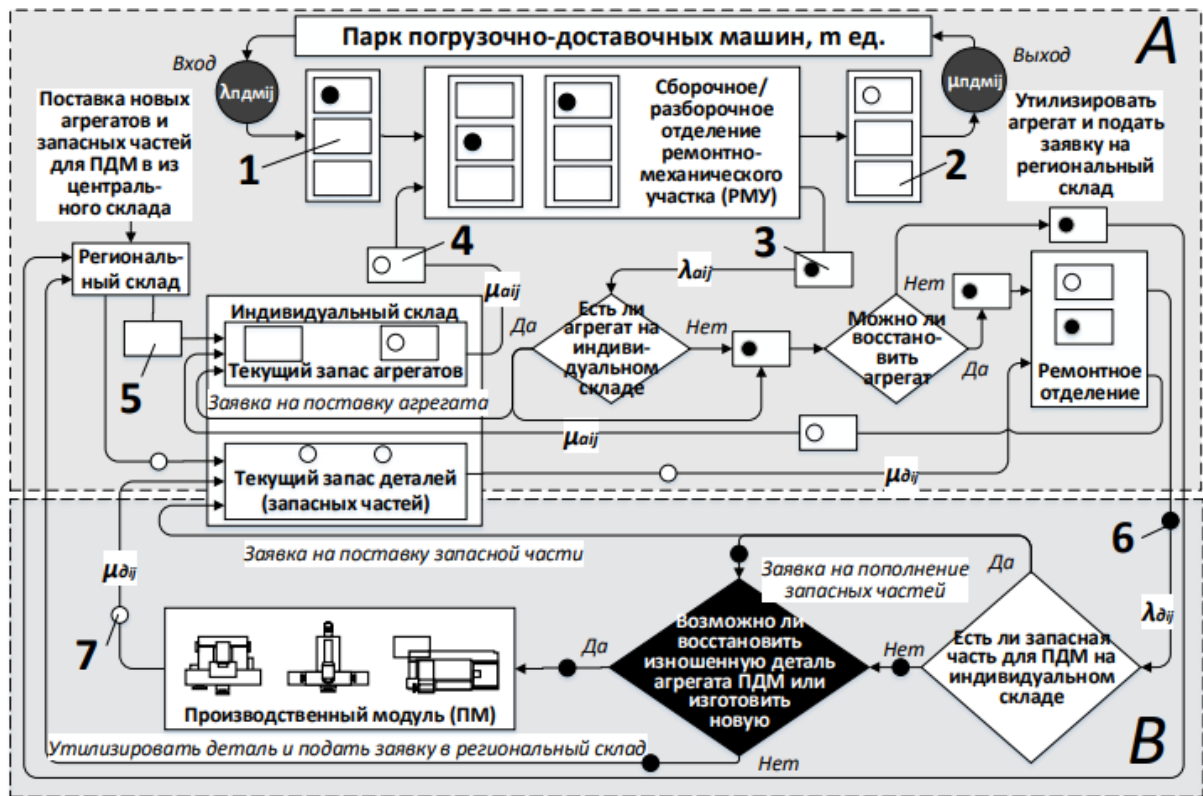 Парк погрузочно-доставочных машин, m ед.
A
Вход
λпдмij
Выход
μпдмij
Поставка новых
агрегатов и
запасных частей
для ПДМ в из
централь-
ного склада
1
Сборочное/
разборочное
отделение
ремонтно-
механического
участка (РМУ)
2
Утилизировать
агрегат и подать
заявку на
региональный
склад
4
3
Региональ-
ный склад
μaij
λaij
Нет
5
Индивидуальный склад
Текущий запас агрегатов
Да
Есть ли
агрегат на
индиви-
дуальном
складе
Нет
Можно ли
восстано-
вить
агрегат
Да
Ремонтное
отделение
Заявка на поставку агрегата
μaij
Текущий запас деталей
(запасных частей)
μдij
6
Заявка на поставку запасной части
μдij
7
Заявка на пополнение
запасных частей
Да
λдij
Возможно ли
восстановить
изношенную деталь
агрегата ПДМ или
изготовить
новую
Да
Нет
Есть ли запасная
часть для ПДМ на
индивидуальном
складе
Производственный модуль (ПМ)
Утилизировать деталь и подать заявку в региональный склад
Нет
B